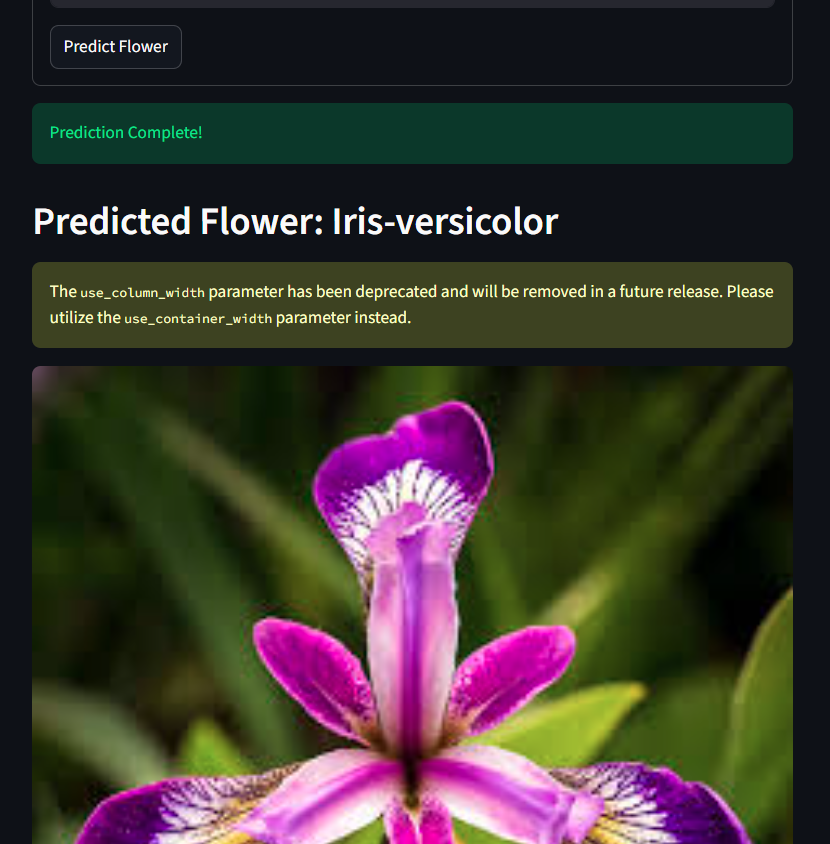 Predict Flower
Prediction Complete!
Predicted Flower: Iris-versicolor
The use_column_width parameter has been deprecated and will be removed in a future release. Please
utilize the use_container_width parameter instead.